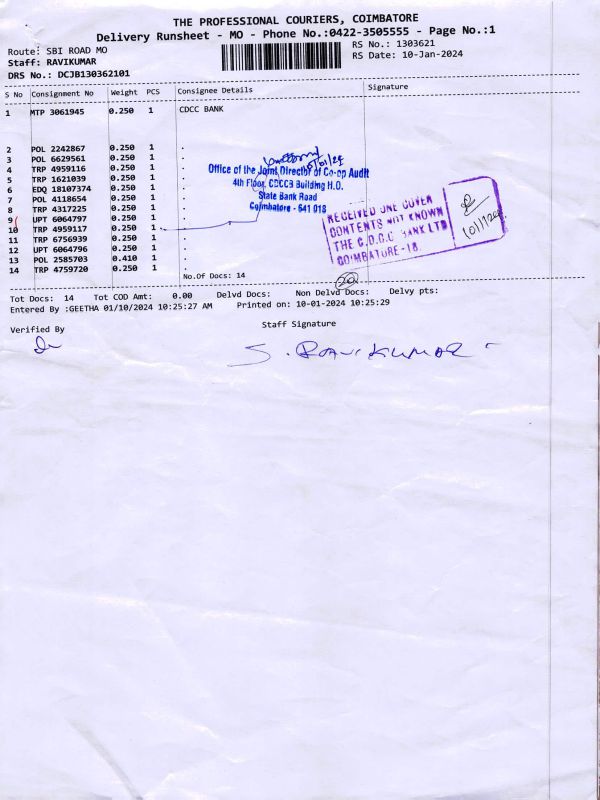 THE PROFESSIONAL COURIERS, COIMBATORE
Delivery Runsheet - MO - Phone No.:0422-3505555 - Page No.:1
Route: SBI ROAD MO
RS No.: 1303621
Staff: RAVIKUMAR
RS Date: 10-Jan-2024
DRS No.: DCJB130362101
S No Consignment No Weight PCS Consignee Details Signature
1 MTP 3061945 0.250 1 CDCC BANK
2 POL 2242867 0.250 1 .
3 POL 6629561 0.250 1 .
4 TRP 4959116 0.250 1 .
5 TRP 1621039 0.250 1 .
6 EDQ 18107374 0.250 1 .
7 POL 4118654 0.250 1 .
8 TRP 4317225 0.250 1 .
9 UPT 6064797 0.250 1 .
10 TRP 4959117 0.250 1 .
11 TRP 6756939 0.250 1 .
12 UPT 6064796 0.250 1 .
13 POL 2585703 0.410 1 .
14 TRP 4759720 0.250 1 .
Office of the Joint Director of Co-op Audit
4th Floor, CDCCB Building H.O.
State Bank Road
Coimbatore - 641 018
RECEIVED ONE COVER
CONTENTS NOT KNOWN
THE C.D.C.C BANK LTD
COIMBATURE-18.
No.Of Docs: 14
Tot Docs: 14 Tot COD Amt: 0.00 Delvd Docs: Non Delvd Docs: Delvy pts:
Entered By :GEETHA 01/10/2024 10:25:27 AM Printed on: 10-01-2024 10:25:29
Verified By
Staff Signature
S. RAVIKUMAR